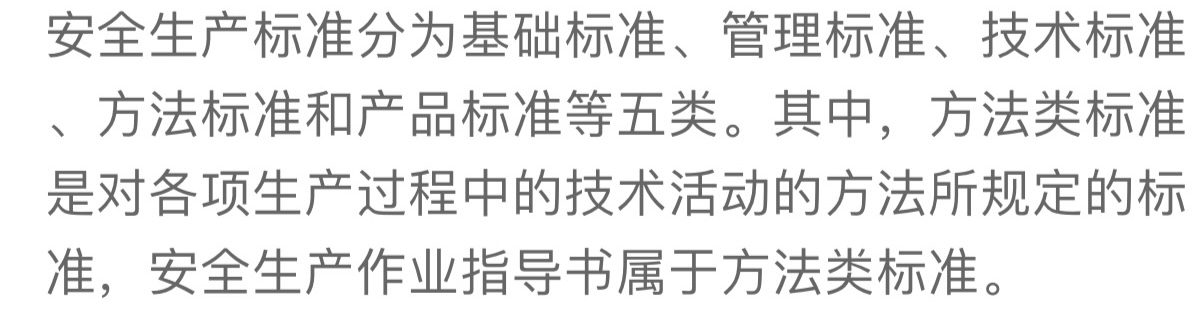 安全生产标准分为基础标准、管理标准、技术标准
、方法标准和产品标准等五类。其中，方法类标准
是对各项生产过程中的技术活动的方法所规定的标
准，安全生产作业指导书属于方法类标准。